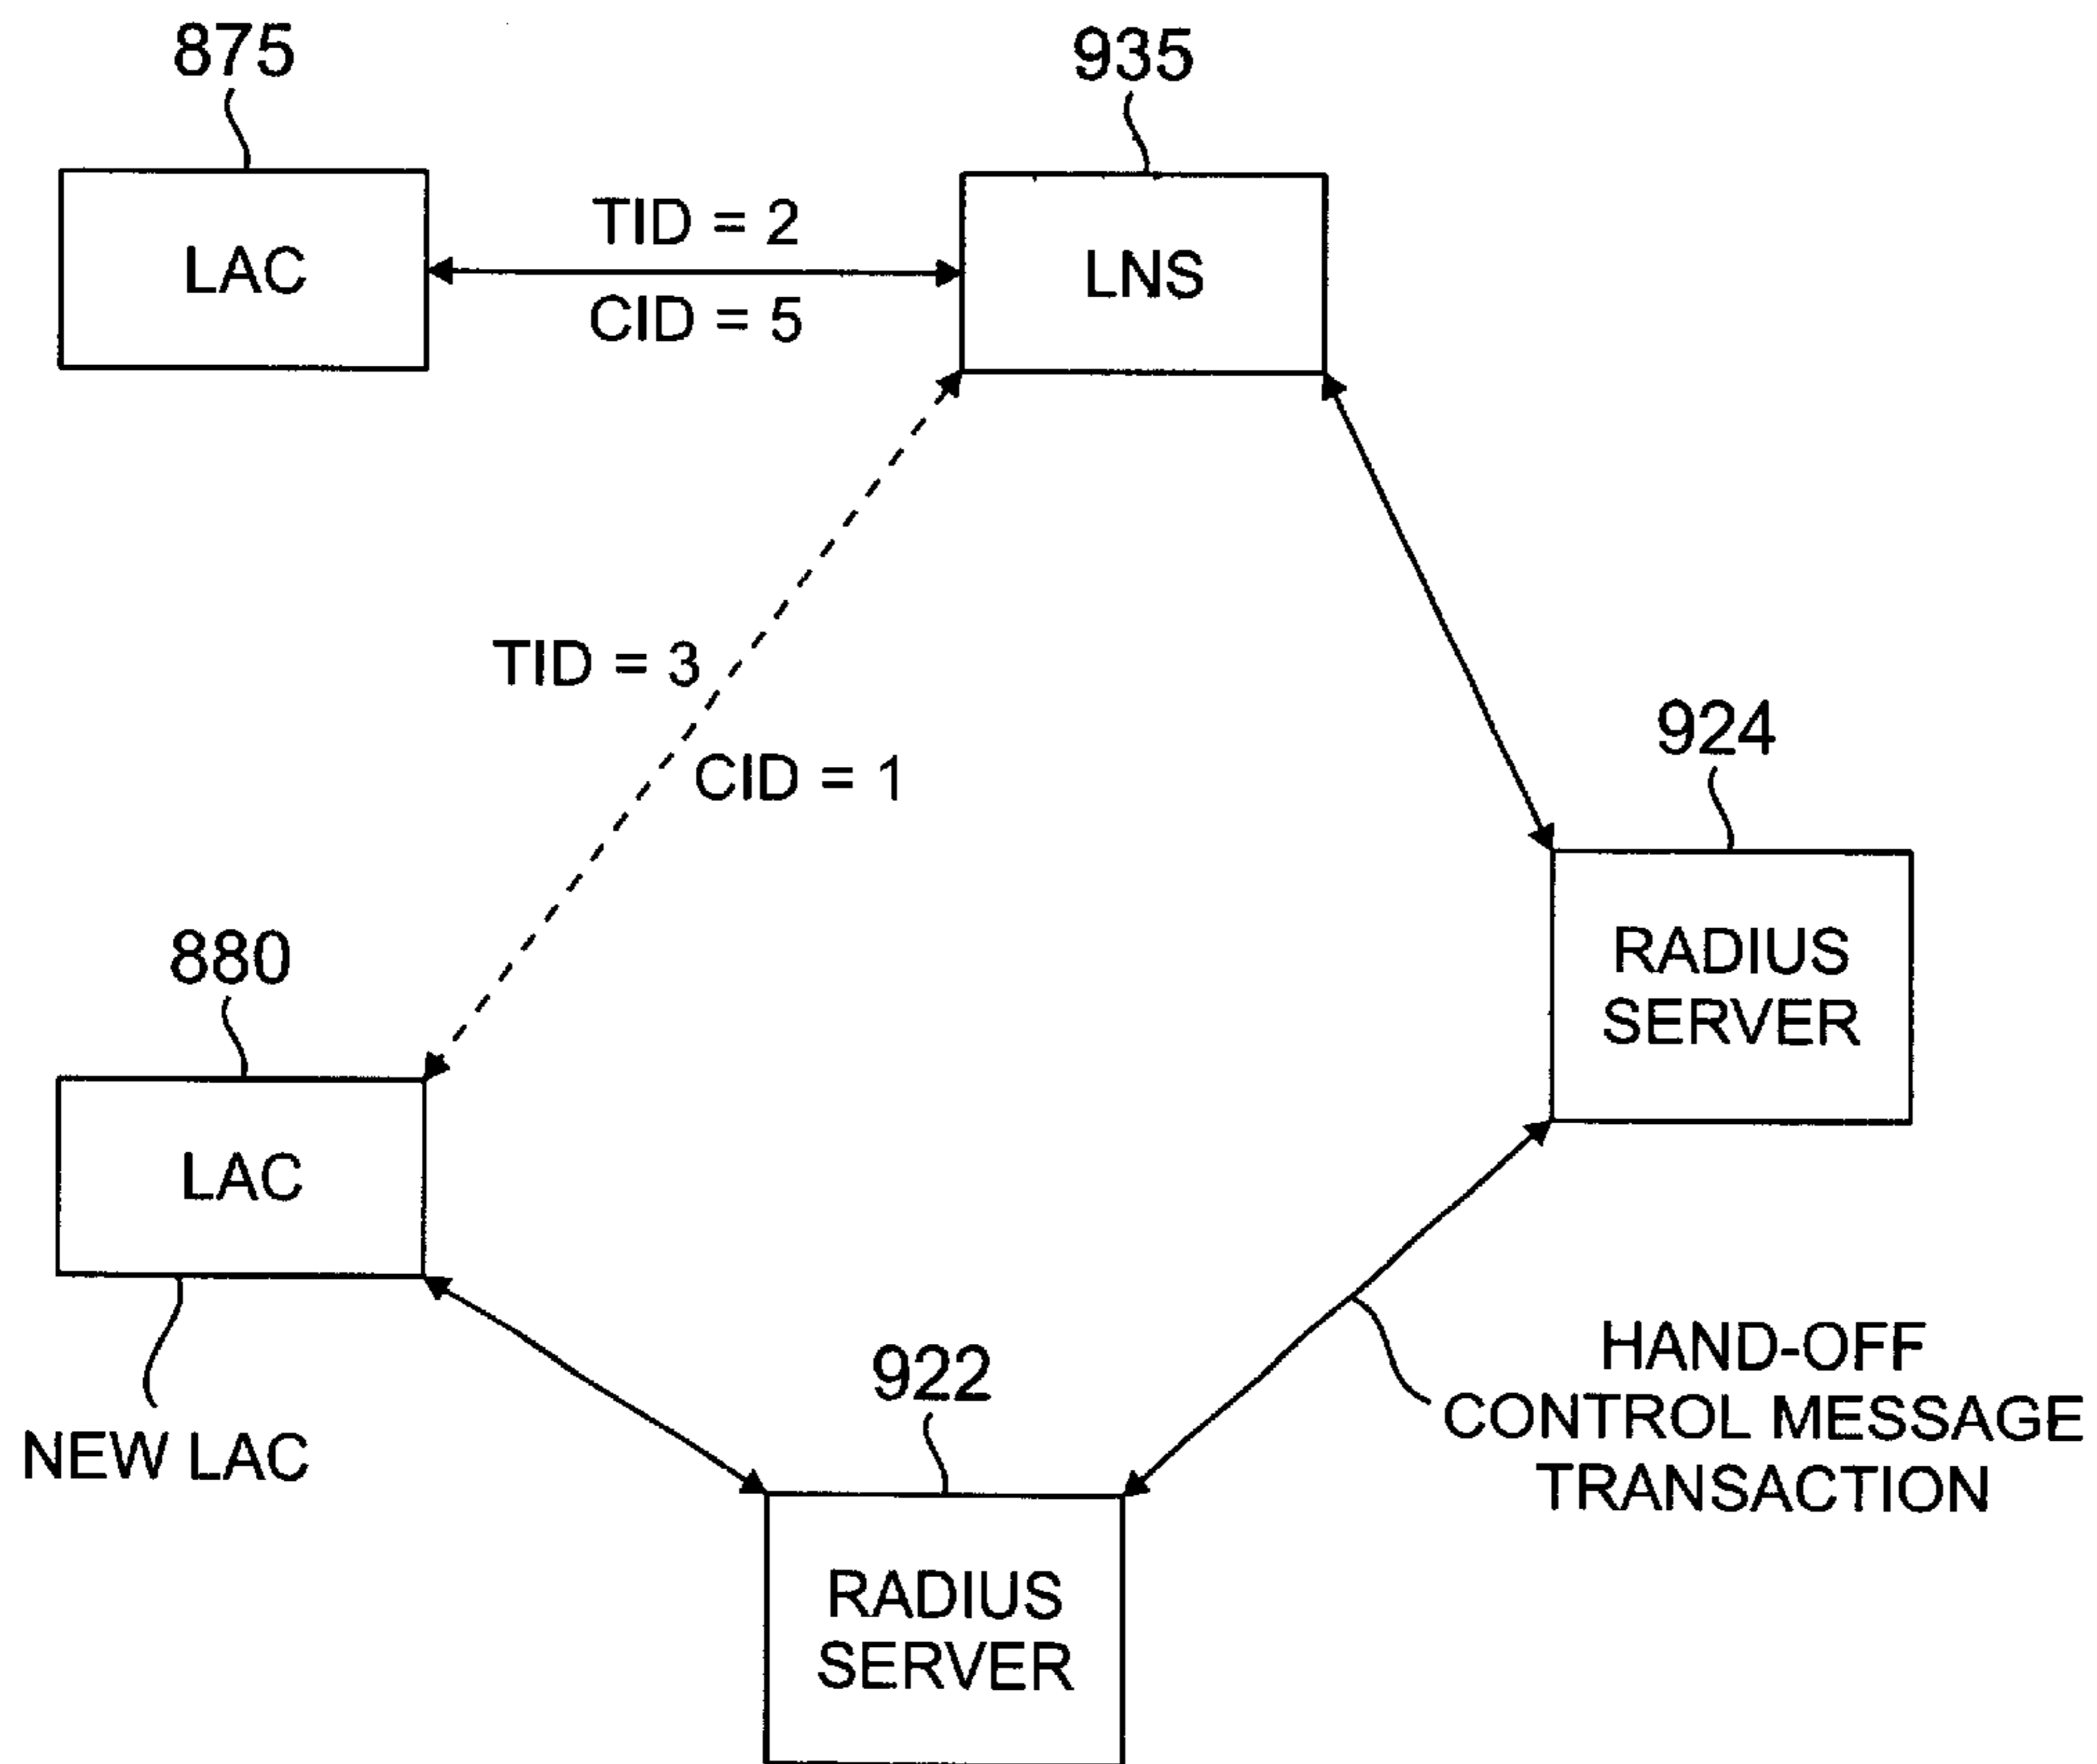 875
935
LAC
TID = 2
CID = 5
LNS
TID = 3
CID = 1
924
RADIUS
SERVER
880
LAC
NEW LAC
922
RADIUS
SERVER
HAND-OFF
CONTROL MESSAGE
TRANSACTION